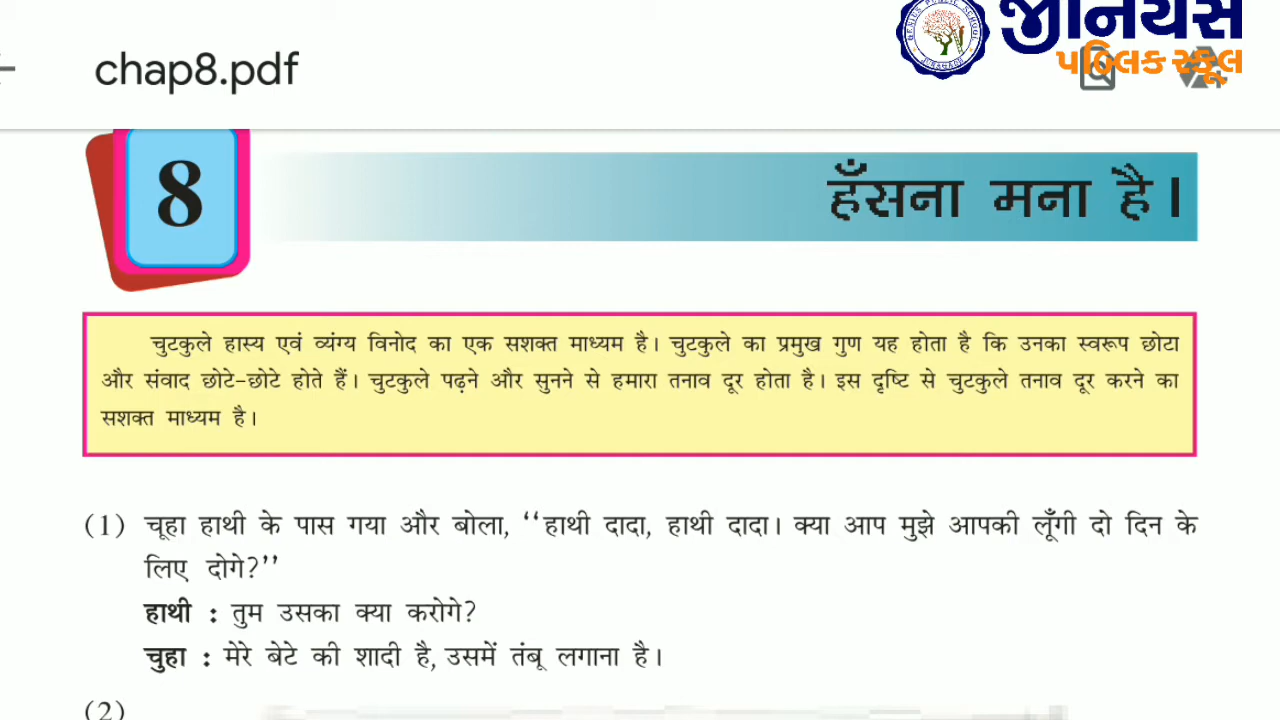 જીનિયસ
પબ્લિક સ્કૂલ
chap8.pdf
8
हँसना मना है।
चुटकुले हास्य एवं व्यंग्य विनोद का एक सशक्त माध्यम है। चुटकुले का प्रमुख गुण यह होता है कि उनका स्वरूप छोटा
और संवाद छोटे-छोटे होते हैं। चुटकुले पढ़ने और सुनने से हमारा तनाव दूर होता है। इस दृष्टि से चुटकुले तनाव दूर करने का
सशक्त माध्यम है।
(1) चूहा हाथी के पास गया और बोला, ‘‘हाथी दादा, हाथी दादा। क्या आप मुझे आपकी लूँगी दो दिन के
लिए दोगे?’’
हाथी : तुम उसका क्या करोगे?
चुहा : मेरे बेटे की शादी है, उसमें तंबू लगाना है।
(2)